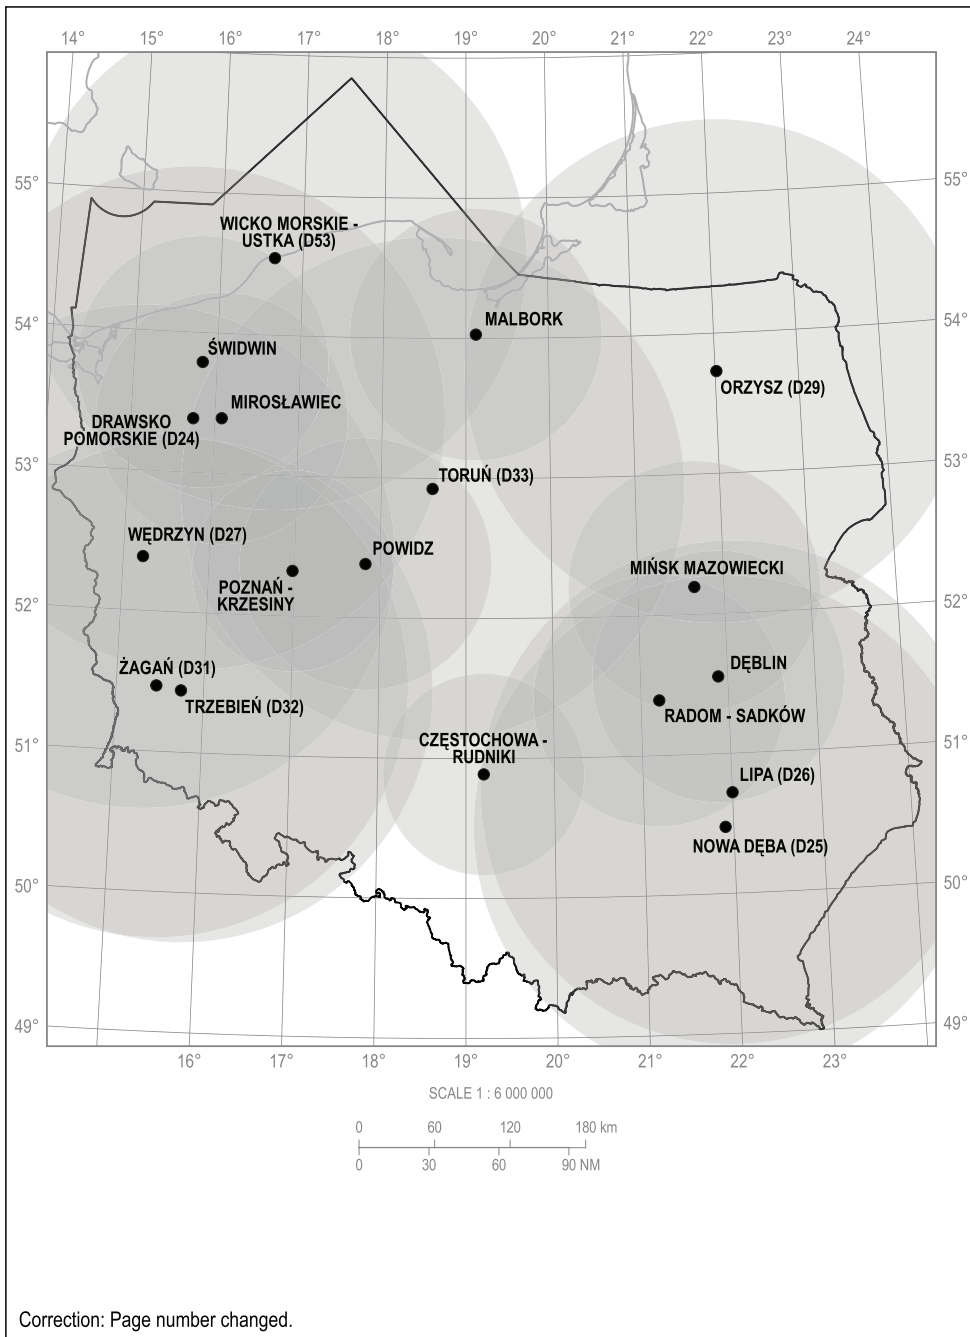 14° 15° 16° 17° 18° 19° 20° 21° 22° 23° 24°
55° 55°
WICKO MORSKIE -
USTKA (D53)
54° 54°
MALBORK
ŚWIDWIN
ORZYSZ (D29)
MIROSŁAWIEC
DRAWSKO
POMORSKIE (D24)
53° 53°
TORUŃ (D33)
WĘDRZYN (D27)
POWIDZ
MIŃSK MAZOWIECKI
POZNAŃ -
KRZESINY
52° 52°
DĘBLIN
ŻAGAŃ (D31)
TRZEBIEŃ (D32)
RADOM - SADKÓW
51° 51°
CZĘSTOCHOWA -
RUDNIKI
LIPA (D26)
NOWA DĘBA (D25)
50° 50°
49° 49°
16° 17° 18° 19° 20° 21° 22° 23°
SCALE 1 : 6 000 000
0 60 120 180 km
0 30 60 90 NM
Correction: Page number changed.